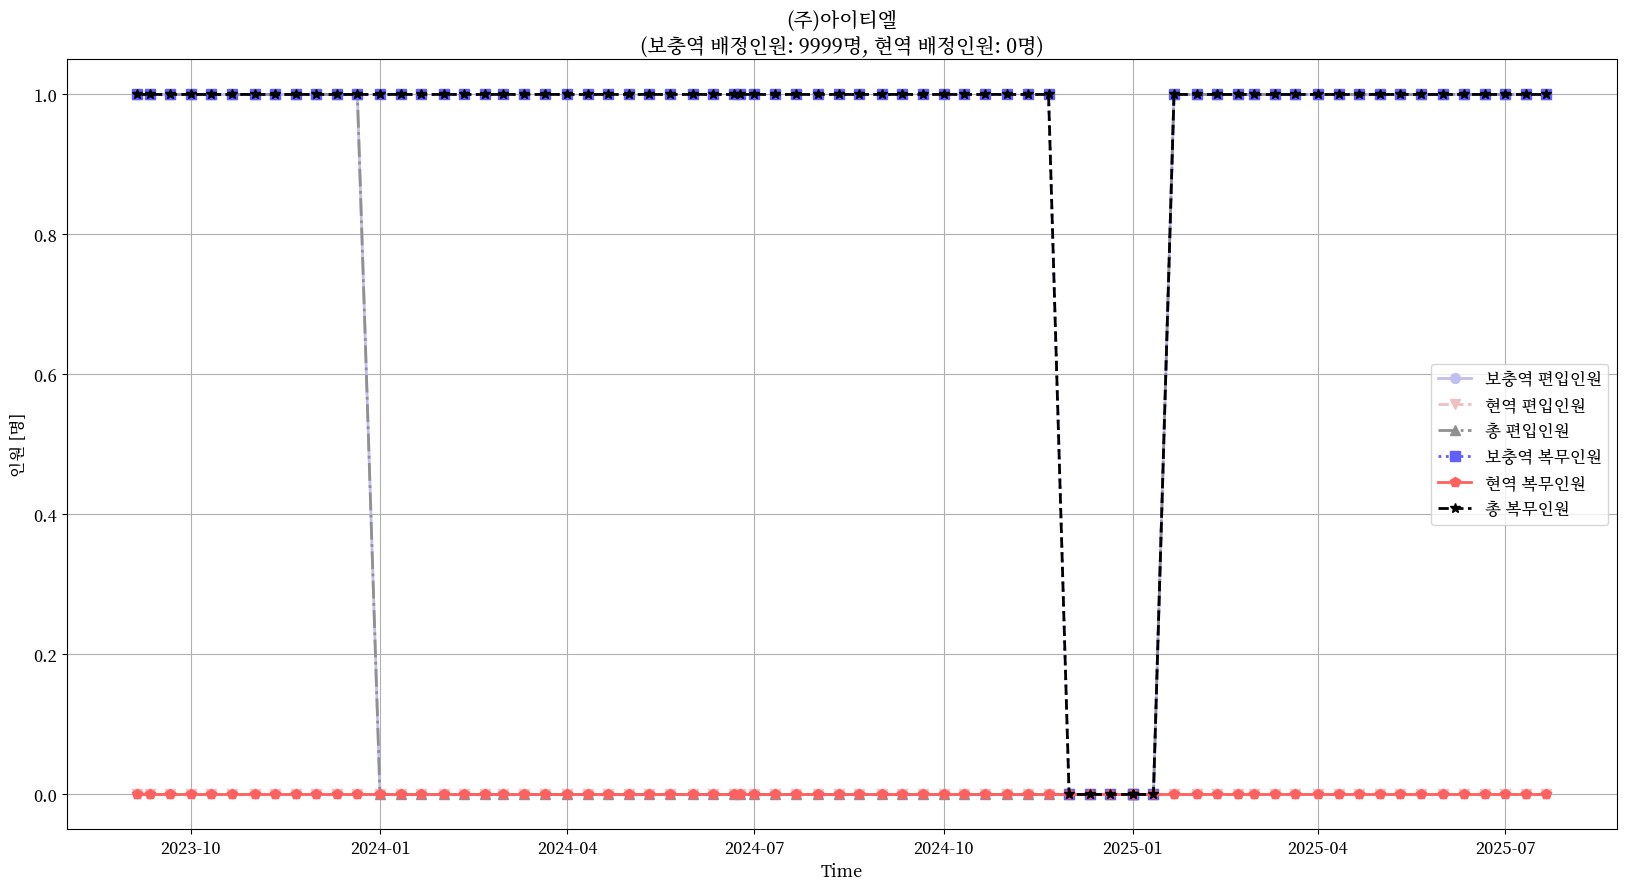 (주)아이티엘
(보충역 배정인원: 9999명, 현역 배정인원: 0명)
인원 [명]
1.0
0.8
0.6
0.4
0.2
0.0
보충역 편입인원
현역 편입인원
총 편입인원
보충역 복무인원
현역 복무인원
총 복무인원
2023-10
2024-01
2024-04
2024-07
2024-10
2025-01
2025-04
2025-07
Time